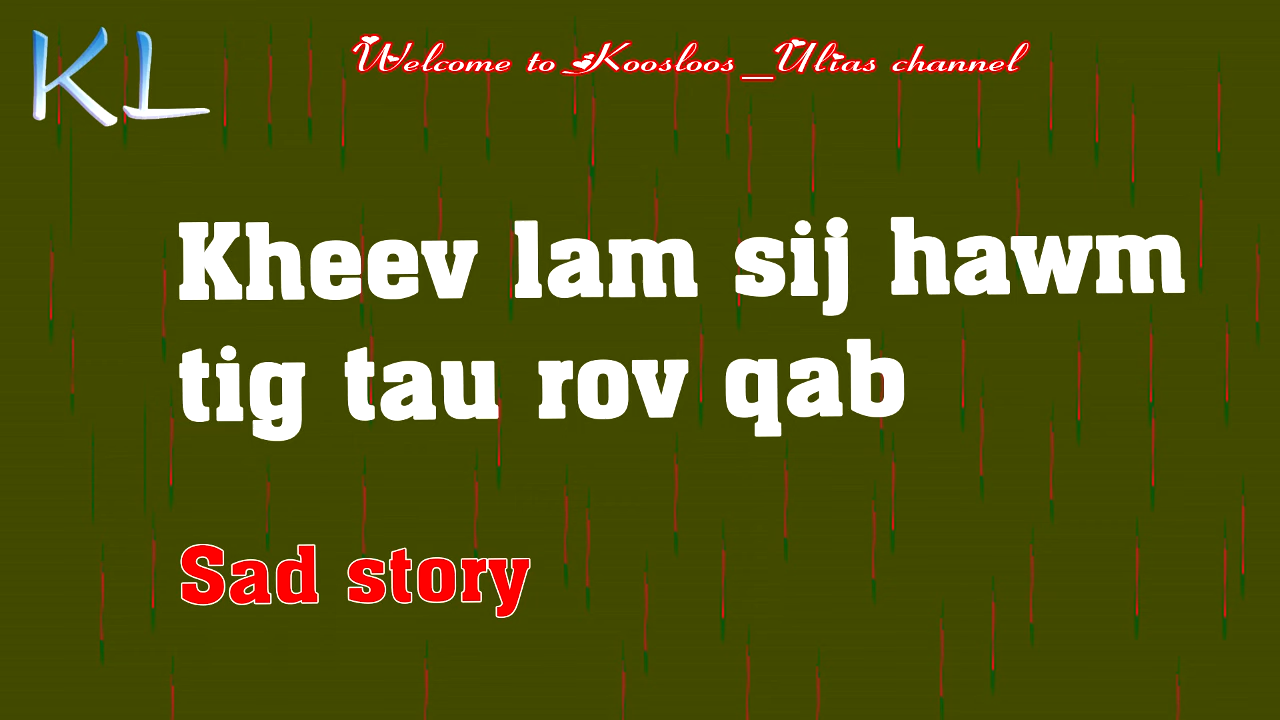 KL
Welcome to Koosloos_Ulias channel
Kheev lam sij hawm
tig tau rov qab
Sad story